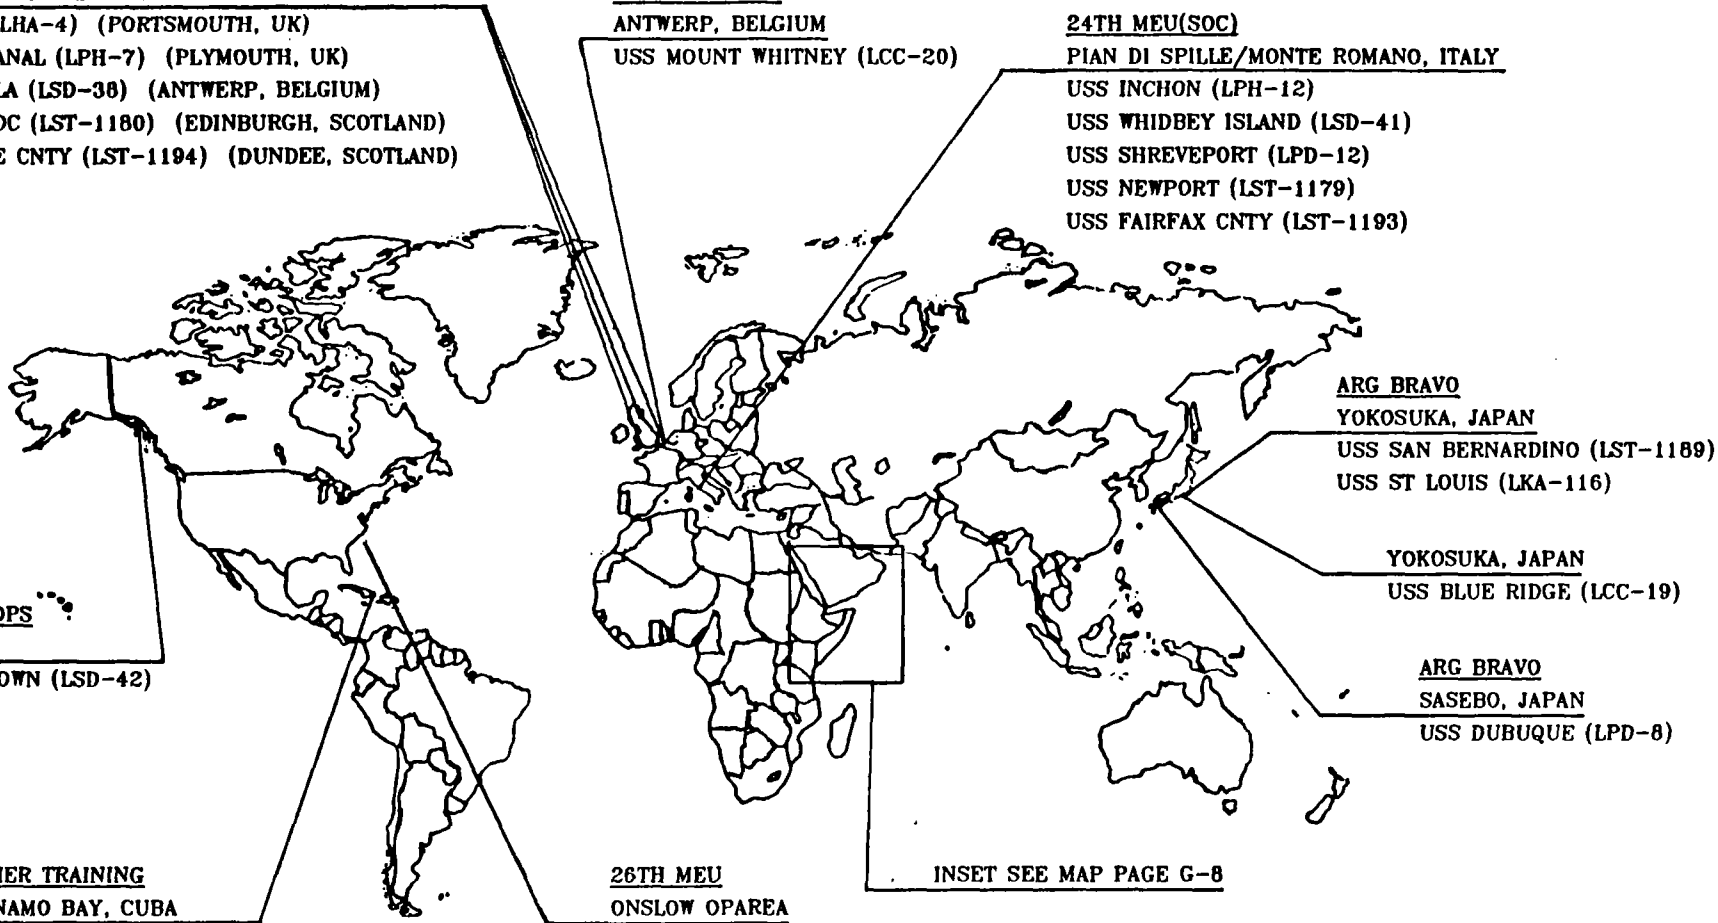 LHA-4) (PORTSMOUTH, UK)
ANAL (LPH-7) (PLYMOUTH, UK)
LA (LSD-38) (ANTWERP, BELGIUM)
OC (LST-1180) (EDINBURGH, SCOTLAND)
E CNTY (LST-1194) (DUNDEE, SCOTLAND)
ANTWERP, BELGIUM
USS MOUNT WHITNEY (LCC-20)
24TH MEU(SOC)
PIAN DI SPILLE/MONTE ROMANO, ITALY
USS INCHON (LPH-12)
USS WHIDBEY ISLAND (LSD-41)
USS SHREVEPORT (LPD-12)
USS NEWPORT (LST-1179)
USS FAIRFAX CNTY (LST-1193)
ARG BRAVO
YOKOSUKA, JAPAN
USS SAN BERNARDINO (LST-1189)
USS ST LOUIS (LKA-116)
YOKOSUKA, JAPAN
USS BLUE RIDGE (LCC-19)
OPS
OWN (LSD-42)
ARG BRAVO
SASEBO, JAPAN
USS DUBUQUE (LPD-8)
HER TRAINING
NAMO BAY, CUBA
26TH MEU
ONSLOW OPAREA
INSET SEE MAP PAGE G-8